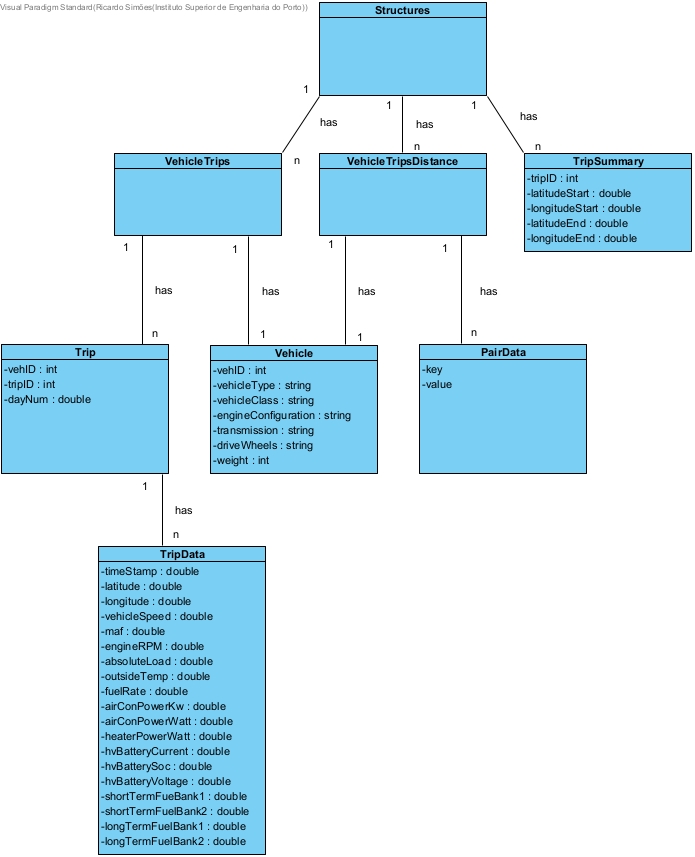 Visual Paradigm Standard(Ricardo Simões(Instituto Superior de Engenharia do Porto))
Structures
1
1
1
has
has
has
n
n
n
VehicleTrips
VehicleTripsDistance
TripSummary
-tripID : int
-latitudeStart : double
-longitudeStart : double
-latitudeEnd : double
-longitudeEnd : double
1
1
1
1
has
has
has
has
n
1
1
n
Trip
-vehID : int
-tripID : int
-dayNum : double
Vehicle
-vehID : int
-vehicleType : string
-vehicleClass : string
-engineConfiguration : string
-transmission : string
-driveWheels : string
-weight : int
PairData
-key
-value
1
has
n
TripData
-timeStamp : double
-latitude : double
-longitude : double
-vehicleSpeed : double
-maf : double
-engineRPM : double
-absoluteLoad : double
-outsideTemp : double
-fuelRate : double
-airConPowerKw : double
-airConPowerWatt : double
-heaterPowerWatt : double
-hvBatteryCurrent : double
-hvBatterySoc : double
-hvBatteryVoltage : double
-shortTermFueBank1 : double
-shortTermFuelBank2 : double
-longTermFuelBank1 : double
-longTermFuelBank2 : double